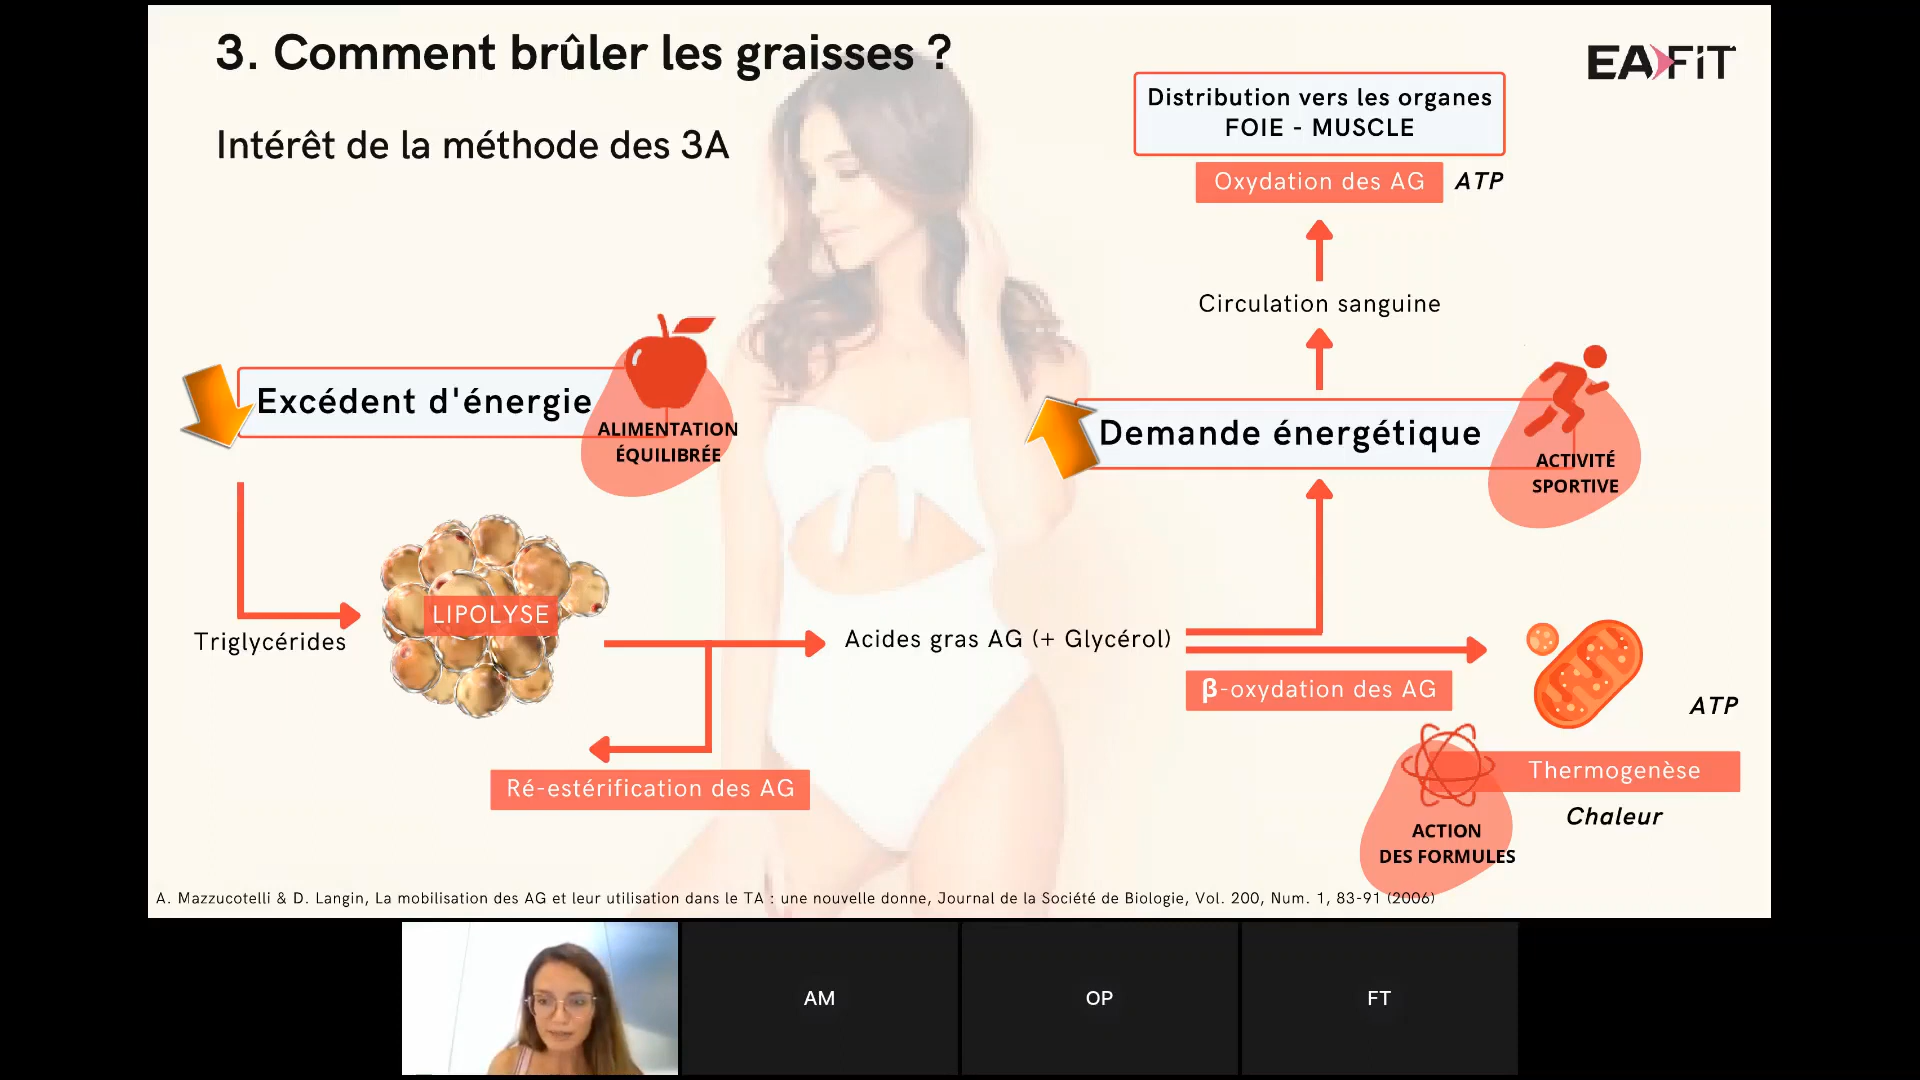 3. Comment brûler les graisses ?
EAFIT
Intérêt de la méthode des 3A
Distribution vers les organes
FOIE - MUSCLE
Oxydation des AG
ATP
Circulation sanguine
Excédent d'énergie
ALIMENTATION
ÉQUILIBRÉE
Demande énergétique
ACTIVITÉ
SPORTIVE
LIPOLYSE
Triglycérides
Acides gras AG (+ Glycérol)
β-oxydation des AG
ATP
Ré-estérification des AG
Thermogenèse
Chaleur
ACTION
DES FORMULES
A. Mazzucotelli & D. Langin, La mobilisation des AG et leur utilisation dans le TA : une nouvelle donne, Journal de la Société de Biologie, Vol. 200, Num. 1, 83-91 (2006)
AM
OP
FT